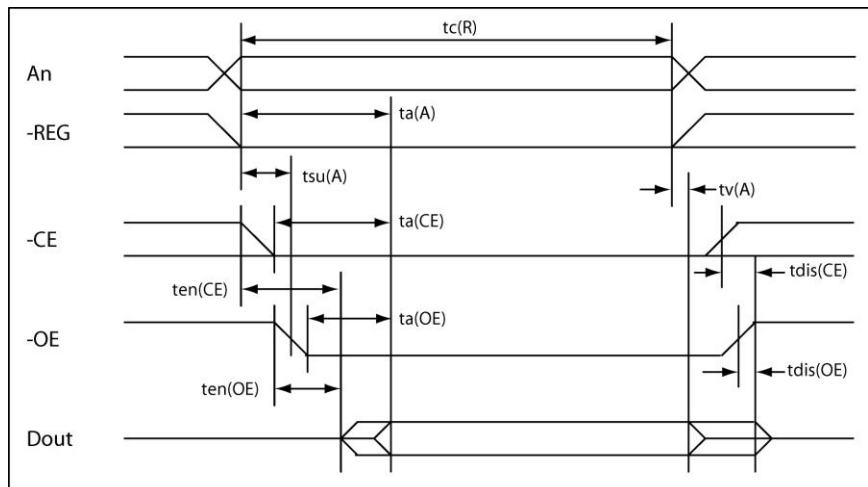 tc(R)
An
ta(A)
-REG
tsu(A)
tv(A)
ta(CE)
-CE
tdis(CE)
ten(CE)
ta(OE)
-OE
tdis(OE)
ten(OE)
Dout